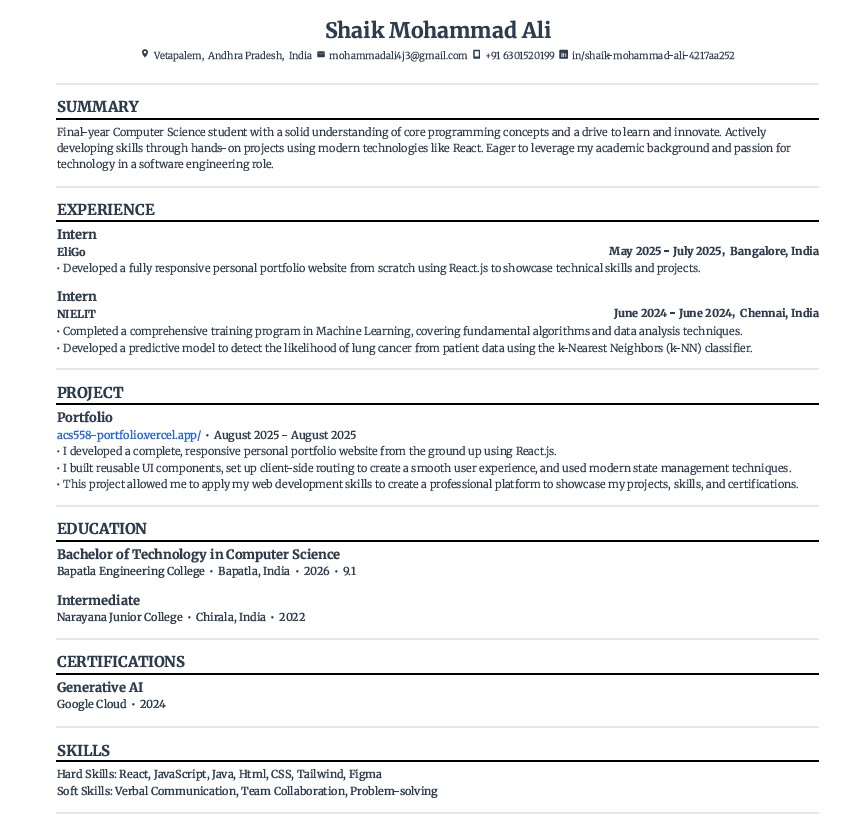 Shaik Mohammad Ali
Vetapalem, Andhra Pradesh, India mohammadali4j3@gmail.com +91 6301520199 in/shaik-mohammad-ali-4217aa252
SUMMARY
Final-year Computer Science student with a solid understanding of core programming concepts and a drive to learn and innovate. Actively
developing skills through hands-on projects using modern technologies like React. Eager to leverage my academic background and passion for
technology in a software engineering role.
EXPERIENCE
Intern
EliGo May 2025 - July 2025, Bangalore, India
• Developed a fully responsive personal portfolio website from scratch using React.js to showcase technical skills and projects.
Intern
NIELIT June 2024 - June 2024, Chennai, India
• Completed a comprehensive training program in Machine Learning, covering fundamental algorithms and data analysis techniques.
• Developed a predictive model to detect the likelihood of lung cancer from patient data using the k-Nearest Neighbors (k-NN) classifier.
PROJECT
Portfolio
acs558-portfolio.vercel.app/ • August 2025 - August 2025
• I developed a complete, responsive personal portfolio website from the ground up using React.js.
• I built reusable UI components, set up client-side routing to create a smooth user experience, and used modern state management techniques.
• This project allowed me to apply my web development skills to create a professional platform to showcase my projects, skills, and certifications.
EDUCATION
Bachelor of Technology in Computer Science
Bapatla Engineering College • Bapatla, India • 2026 • 9.1
Intermediate
Narayana Junior College • Chirala, India • 2022
CERTIFICATIONS
Generative AI
Google Cloud • 2024
SKILLS
Hard Skills: React, JavaScript, Java, Html, CSS, Tailwind, Figma
Soft Skills: Verbal Communication, Team Collaboration, Problem-solving